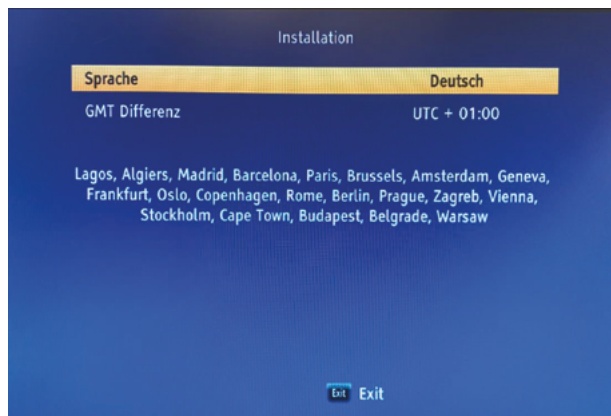 Installation
Sprache Deutsch
GMT Differenz UTC + 01:00
Lagos, Algiers, Madrid, Barcelona, Paris, Brussels, Amsterdam, Geneva,
Frankfurt, Oslo, Copenhagen, Rome, Berlin, Prague, Zagreb, Vienna,
Stockholm, Cape Town, Budapest, Belgrade, Warsaw
Exit Exit